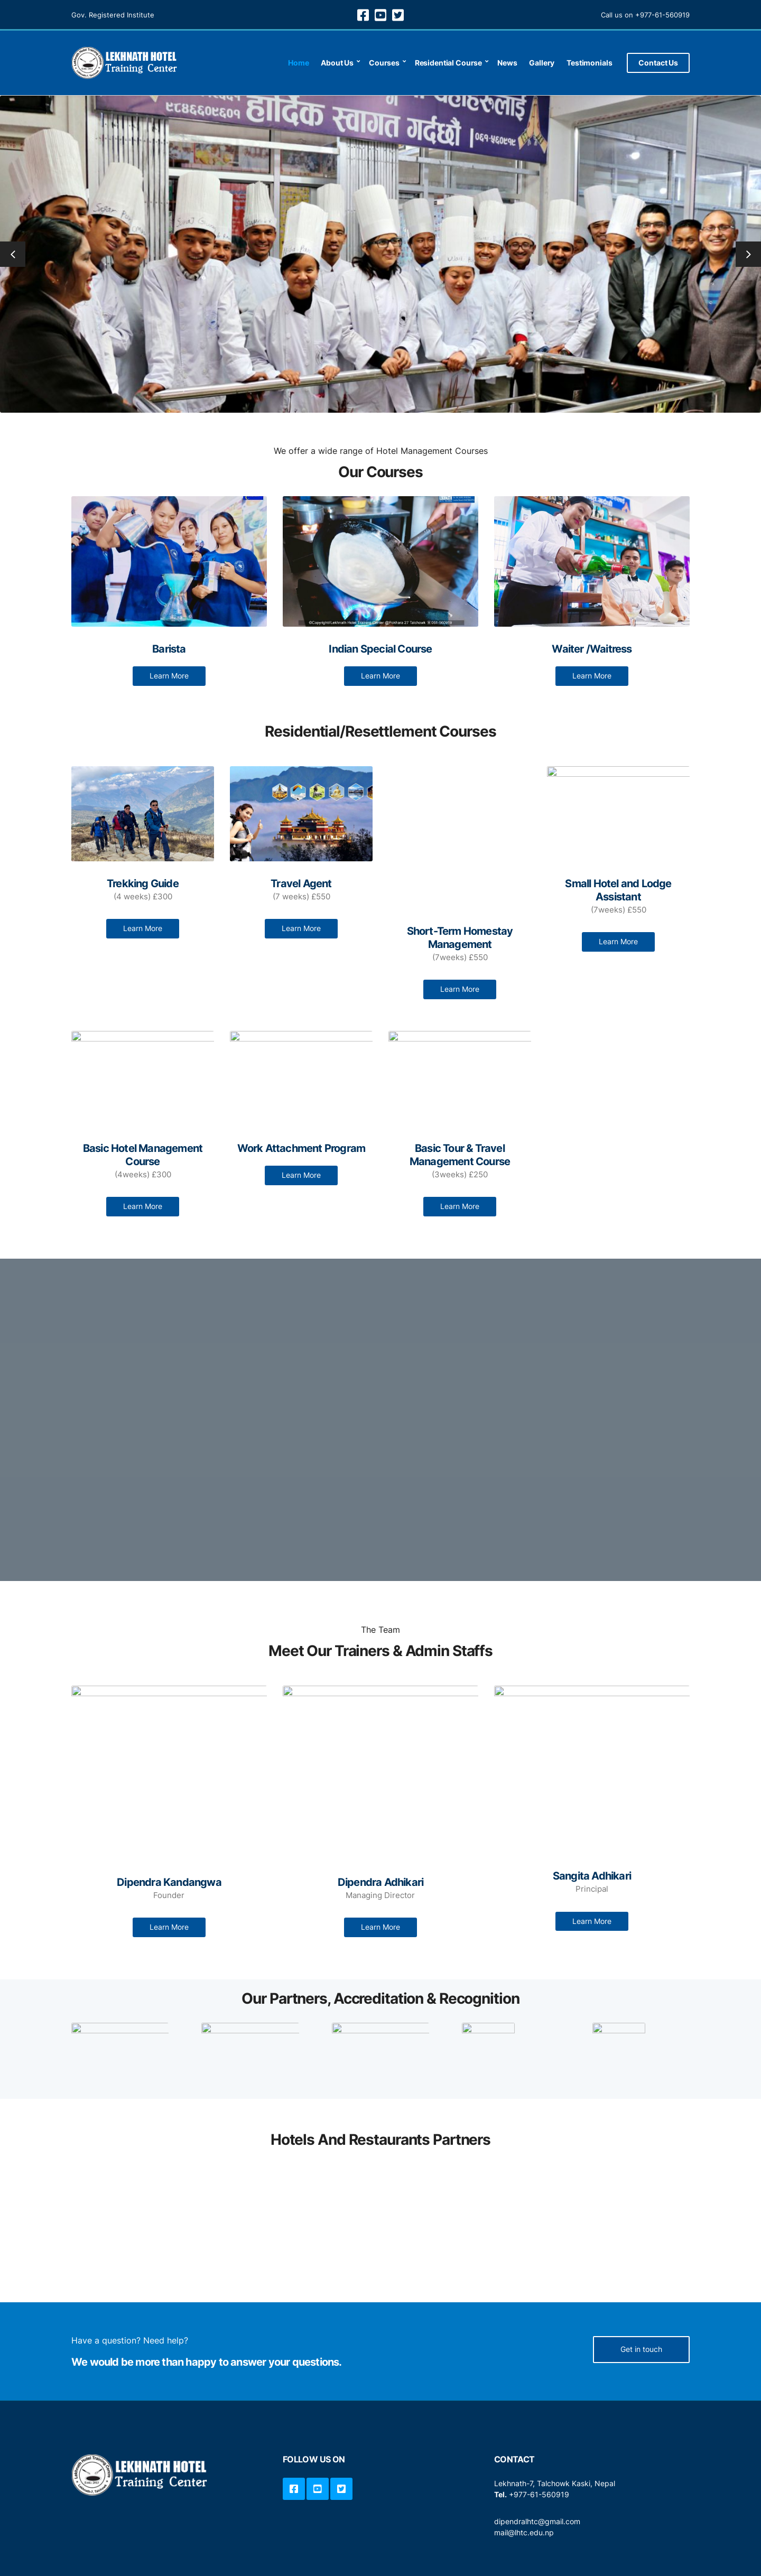 Gov. Registered Institute
Call us on +977-61-560919
LEKHNATH HOTEL
Training Center
Home
About Us
Courses
Residential Course
News
Gallery
Testimonials
Contact Us
हार्दिक स्वागत गर्दछौं।
We offer a wide range of Hotel Management Courses
Our Courses
Barista
Learn More
Indian Special Course
Learn More
Waiter /Waitress
Learn More
Residential/Resettlement Courses
Trekking Guide
(4 weeks) £300
Learn More
Travel Agent
(7 weeks) £550
Learn More
Short-Term Homestay
Management
(7weeks) £550
Learn More
Small Hotel and Lodge
Assistant
(7weeks) £550
Learn More
Basic Hotel Management
Course
(4weeks) £300
Learn More
Work Attachment Program
Learn More
Basic Tour & Travel
Management Course
(3weeks) £250
Learn More
The Team
Meet Our Trainers & Admin Staffs
Dipendra Kandangwa
Founder
Learn More
Dipendra Adhikari
Managing Director
Learn More
Sangita Adhikari
Principal
Learn More
Our Partners, Accreditation & Recognition
Hotels And Restaurants Partners
Have a question? Need help?
We would be more than happy to answer your questions.
Get in touch
LEKHNATH HOTEL
Training Center
FOLLOW US ON
CONTACT
Lekhnath-7, Talchowk Kaski, Nepal
Tel. +977-61-560919
dipendralhtc@gmail.com
mail@lhtc.edu.np